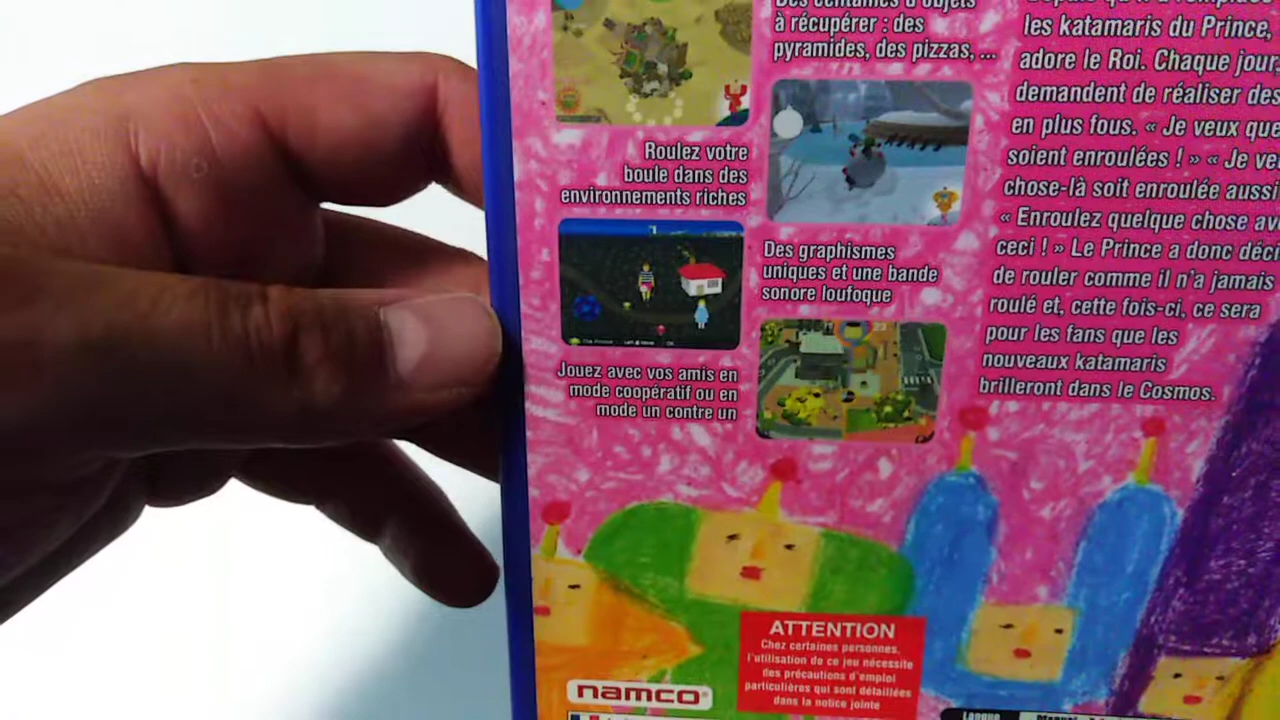 Des centaines d'objets
à récupérer : des
pyramides, des pizzas, ...
Roulez votre
boule dans des
environnements riches
Des graphismes
uniques et une bande
sonore loufoque
Jouez avec vos amis en
mode coopératif ou en
mode un contre un
les katamaris du Prince,
adore le Roi. Chaque jour,
demandent de réaliser des
en plus fous. « Je veux que
soient enroulées ! » « Je ve
chose-là soit enroulée aussi
« Enroulez quelque chose av
ceci ! » Le Prince a donc déci
de rouler comme il n'a jamais
roulé et, cette fois-ci, ce sera
pour les fans que les
nouveaux katamaris
brilleront dans le Cosmos.
ATTENTION
Chez certaines personnes,
l'utilisation de ce jeu nécessite
des précautions d'emploi
particulières qui sont détaillées
dans la notice jointe
namco